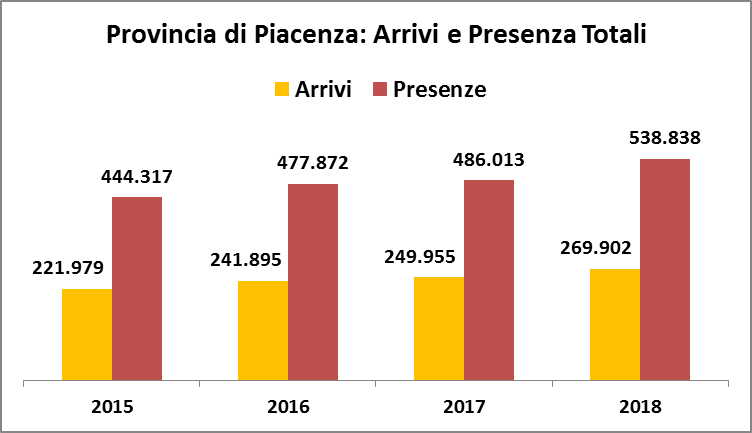 Provincia di Piacenza: Arrivi e Presenza Totali
Arrivi Presenze
221.979 444.317 241.895 477.872 249.955 486.013 269.902 538.838
2015 2016 2017 2018